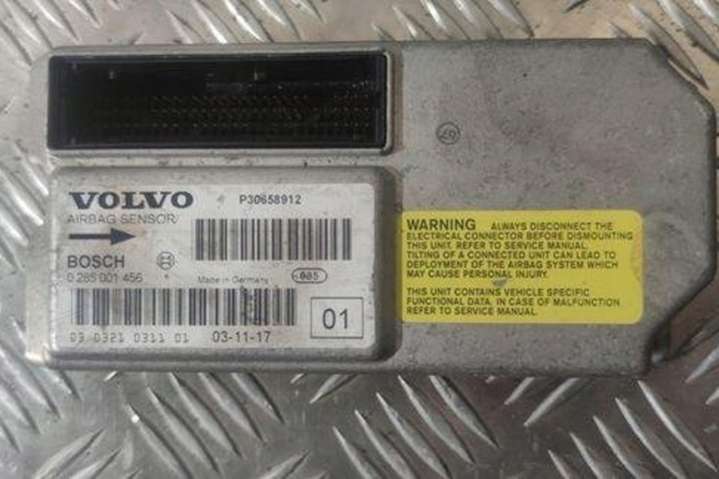 VOLVO
P30658912
AIRBAG SENSOR
BOSCH
0 285 001 456
Made in Germany
005
03 0321 0311 01
03-11-17
01
WARNING ALWAYS DISCONNECT THE
ELECTRICAL CONNECTOR BEFORE DISMOUNTING
THIS UNIT. REFER TO SERVICE MANUAL.
TILTING OF A CONNECTED UNIT CAN LEAD TO
DEPLOYMENT OF THE AIRBAG SYSTEM WHICH
MAY CAUSE PERSONAL INJURY.
THIS UNIT CONTAINS VEHICLE SPECIFIC
FUNCTIONAL DATA. IN CASE OF MALFUNCTION
REFER TO SERVICE MANUAL.